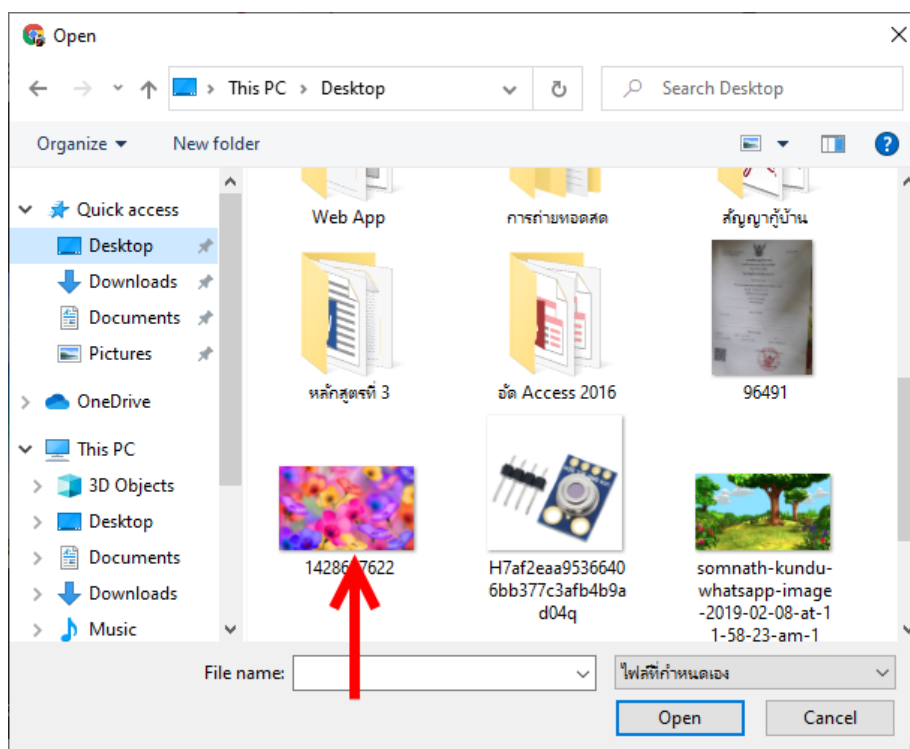 Open
This PC > Desktop
Search Desktop
Organize
New folder
Quick access
Desktop
Downloads
Documents
Pictures
OneDrive
This PC
3D Objects
Desktop
Documents
Downloads
Music
Web App
การถ่ายทอดสด
สัญญากู้บ้าน
หลักสูตรที่ 3
อัด Access 2016
96491
H7af2eaa9536640
6bb377c3afb4b9a
d04q
somnath-kundu-
whatsapp-image
-2019-02-08-at-1
1-58-23-am-1
File name:
ไฟล์ที่กำหนดเอง
Open
Cancel